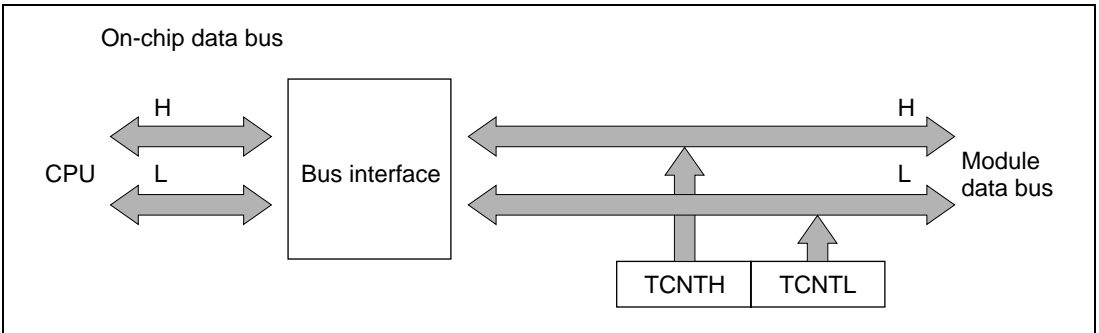 On-chip data bus
H
H
CPU
L
Bus interface
L
Module
data bus
TCNTH
TCNTL